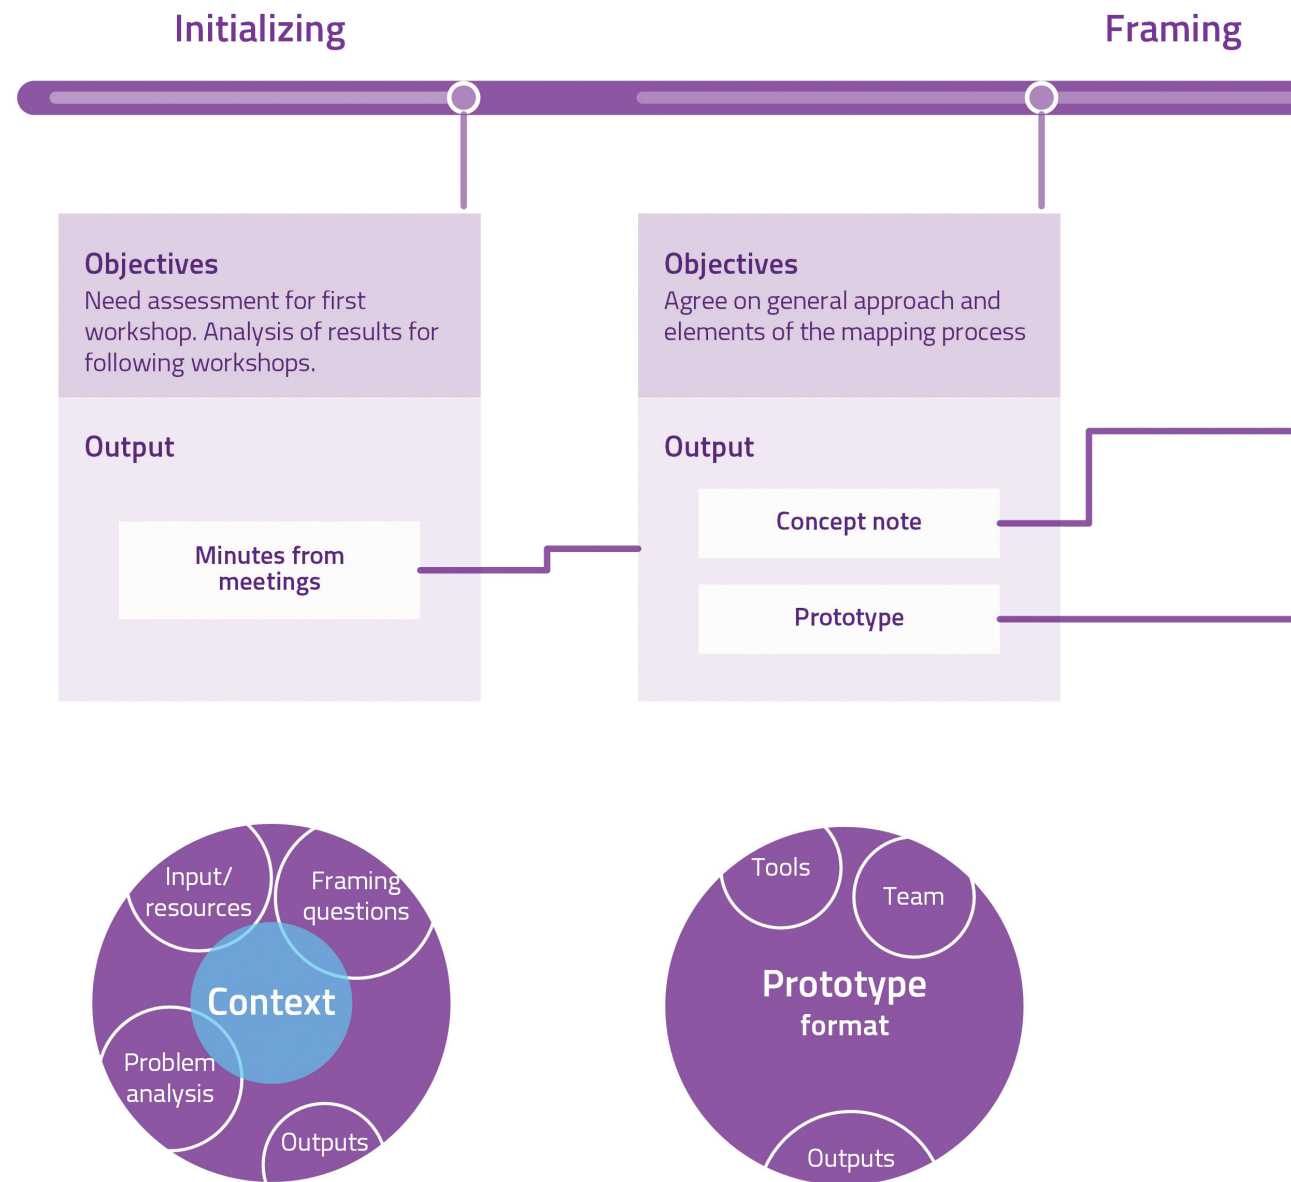 Initializing
Framing
Objectives
Need assessment for first
workshop. Analysis of results for
following workshops.
Output
Minutes from
meetings
Objectives
Agree on general approach and
elements of the mapping process
Output
Concept note
Prototype
Input/
resources
Framing
questions
Context
Problem
analysis
Outputs
Tools
Team
Prototype
format
Outputs